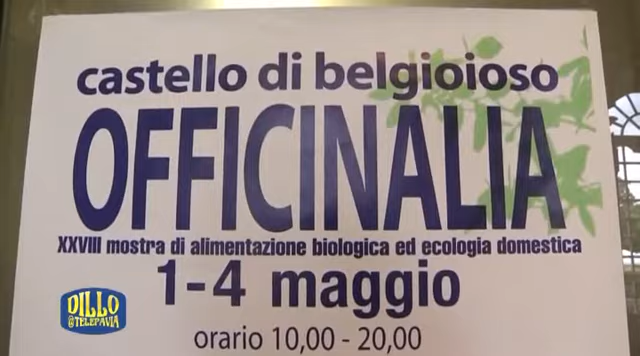 castello di belgioioso
OFFICINALIA
XXVIII mostra di alimentazione biologica ed ecologia domestica
1-4 maggio
orario 10,00 - 20,00
DILLO
@TELEPAVIA